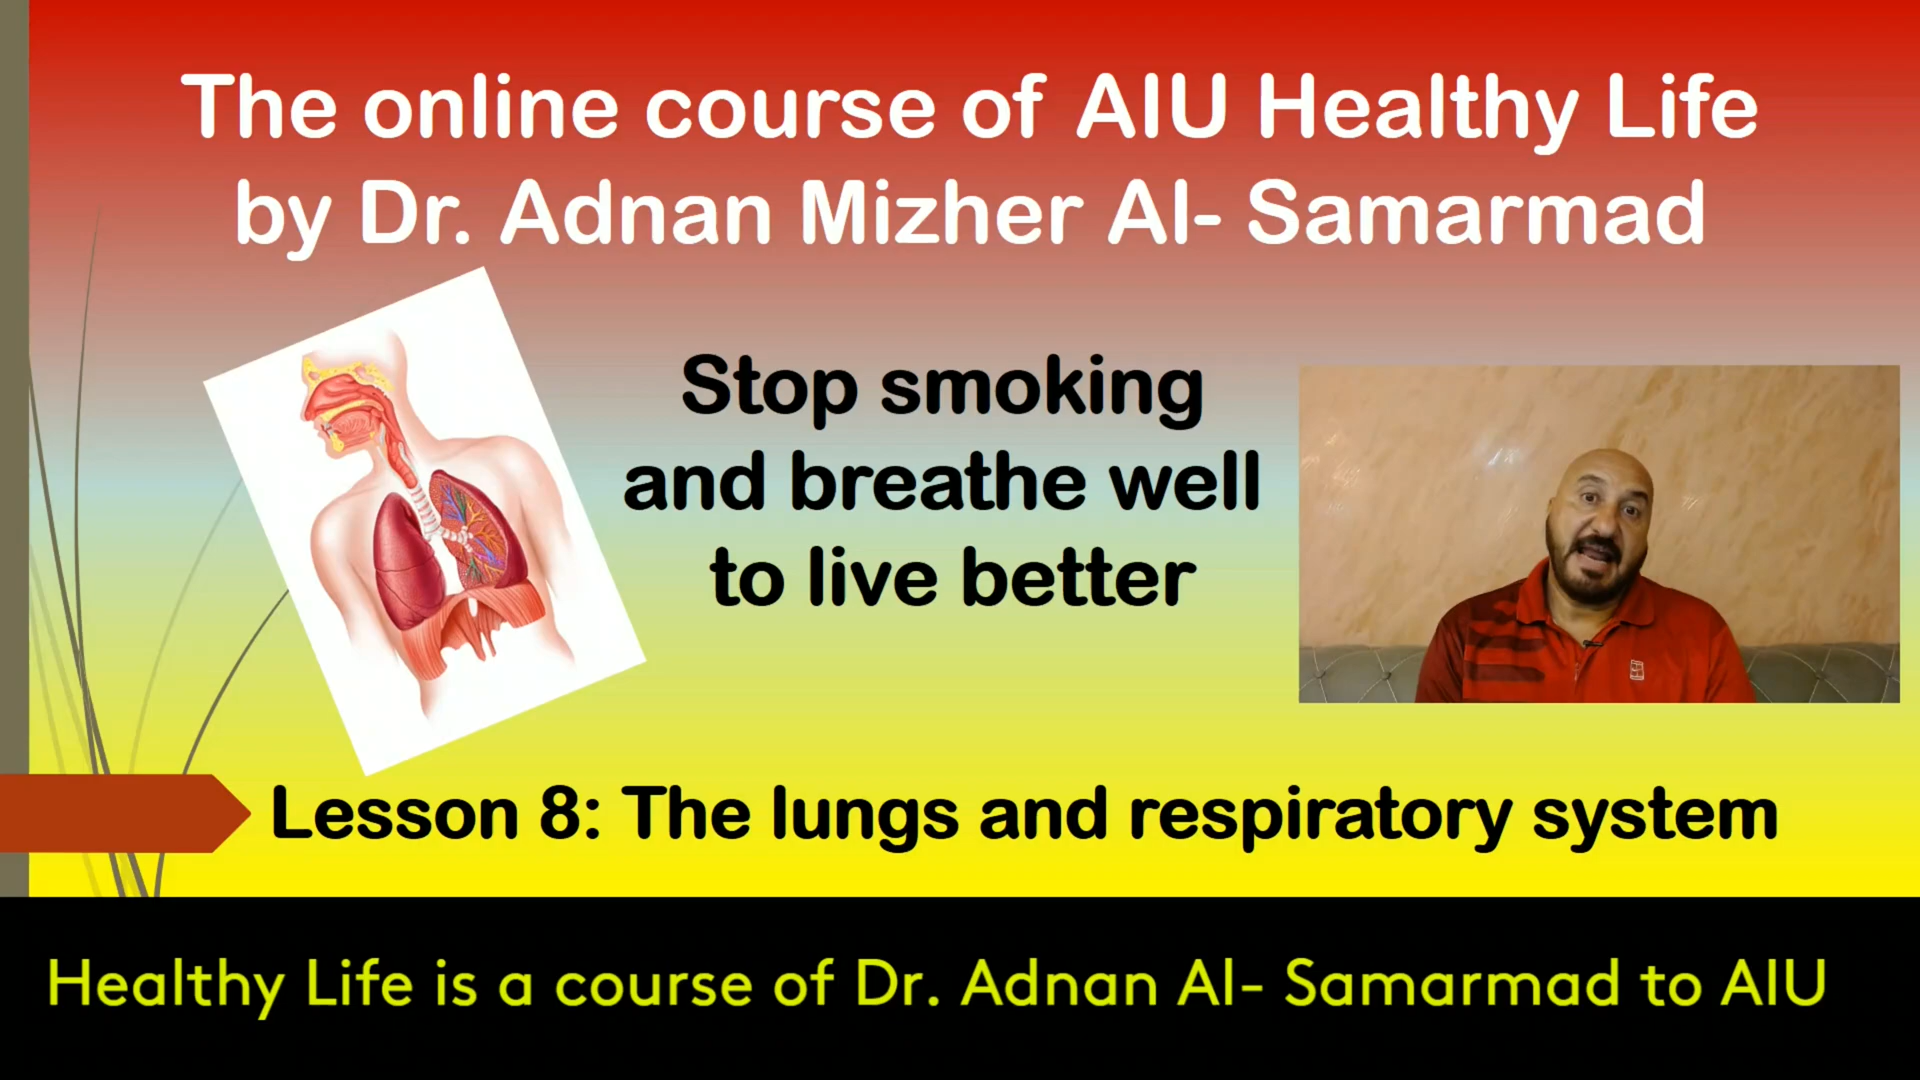 The online course of AIU Healthy Life
by Dr. Adnan Mizher Al- Samarmad
Stop smoking
and breathe well
to live better
Lesson 8: The lungs and respiratory system
Healthy Life is a course of Dr. Adnan Al- Samarmad to AIU